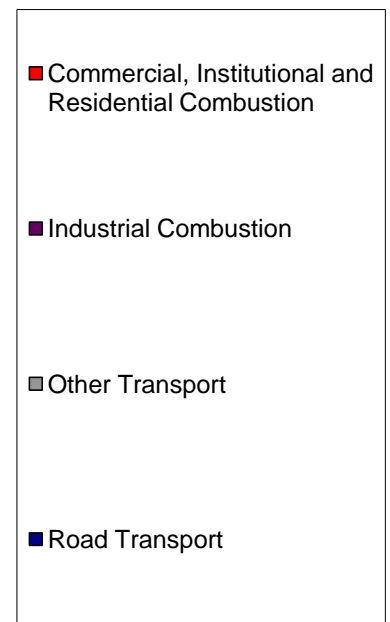 Commercial, Institutional and
Residential Combustion
Industrial Combustion
Other Transport
Road Transport